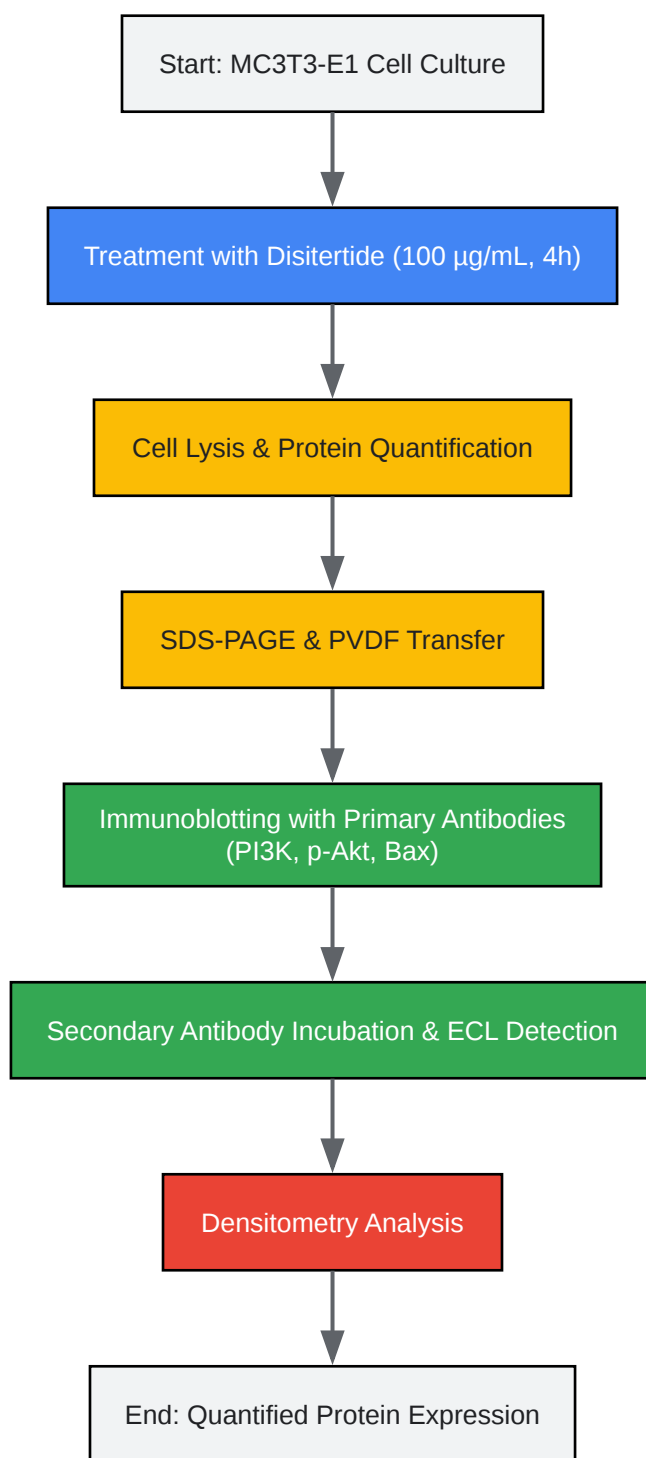 Start: MC3T3-E1 Cell Culture
Treatment with Disitertide (100 µg/mL, 4h)
Cell Lysis & Protein Quantification
SDS-PAGE & PVDF Transfer
Immunoblotting with Primary Antibodies
(PI3K, p-Akt, Bax)
Secondary Antibody Incubation & ECL Detection
Densitometry Analysis
End: Quantified Protein Expression